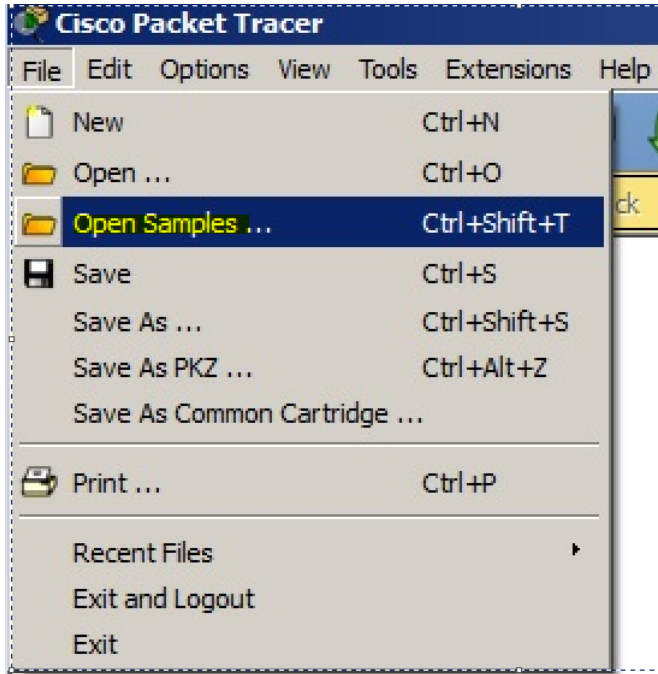 Cisco Packet Tracer
File Edit Options View Tools Extensions Help
New Ctrl+N
Open ... Ctrl+O
ck
Open Samples ... Ctrl+Shift+T
Save Ctrl+S
Save As ... Ctrl+Shift+S
Save As PKZ ... Ctrl+Alt+Z
Save As Common Cartridge ...
Print ... Ctrl+P
Recent Files
Exit and Logout
Exit